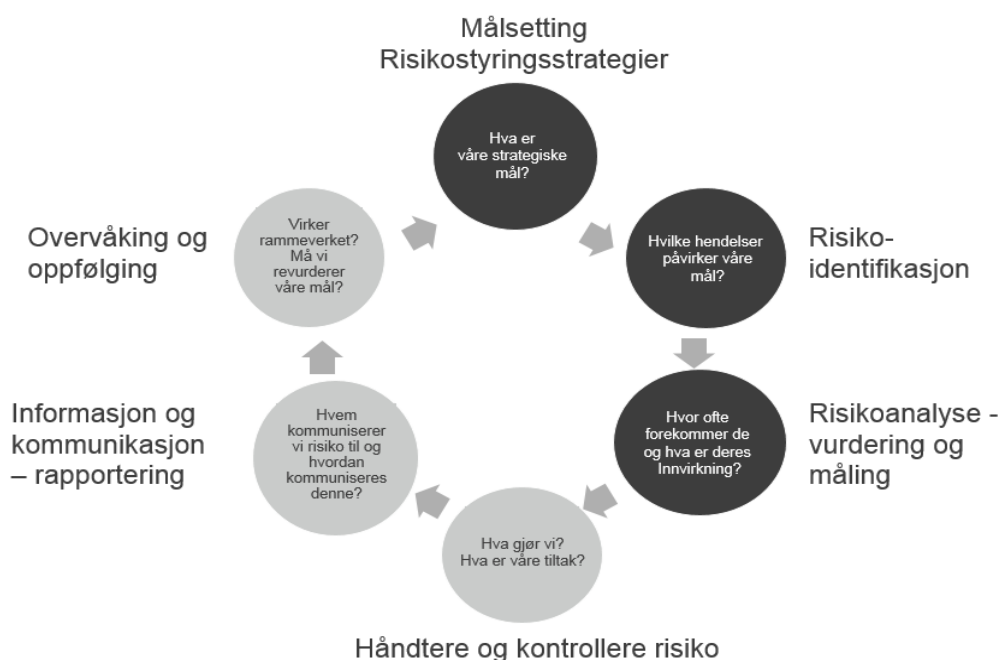 Målsetting
Risikostyringsstrategier
Hva er
våre strategiske
mål?
Hvilke hendelser
påvirker våre
mål?
Risiko-
identifikasjon
Hvor ofte
forekommer de
og hva er deres
Innvirkning?
Risikoanalyse -
vurdering og
måling
Hva gjør vi?
Hva er våre tiltak?
Håndtere og kontrollere risiko
Hvem
kommuniserer
vi risiko til og
hvordan
kommuniseres
denne?
Informasjon og
kommunikasjon
– rapportering
Virker
rammeverket?
Må vi
revurderer
våre mål?
Overvåking og
oppfølging